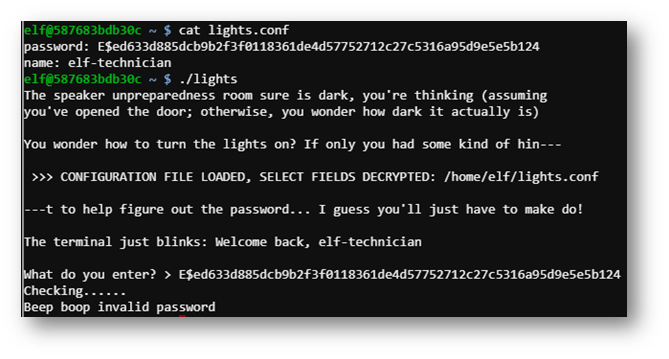 elf@587683bdb30c ~ $ cat lights.conf
password: E$ed633d885dcb9b2f3f0118361de4d57752712c27c5316a95d9e5e5b124
name: elf-technician
elf@587683bdb30c ~ $ ./lights
The speaker unpreparedness room sure is dark, you're thinking (assuming
you've opened the door; otherwise, you wonder how dark it actually is)
You wonder how to turn the lights on? If only you had some kind of hin---
>>> CONFIGURATION FILE LOADED, SELECT FIELDS DECRYPTED: /home/elf/lights.conf
---t to help figure out the password... I guess you'll just have to make do!
The terminal just blinks: Welcome back, elf-technician
What do you enter? > E$ed633d885dcb9b2f3f0118361de4d57752712c27c5316a95d9e5e5b124
Checking......
Beep boop invalid password